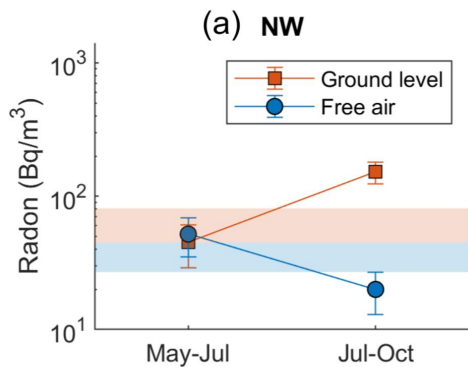 (a) NW
Radon (Bq/m³)
10³
10²
10¹
Ground level
Free air
May-Jul
Jul-Oct